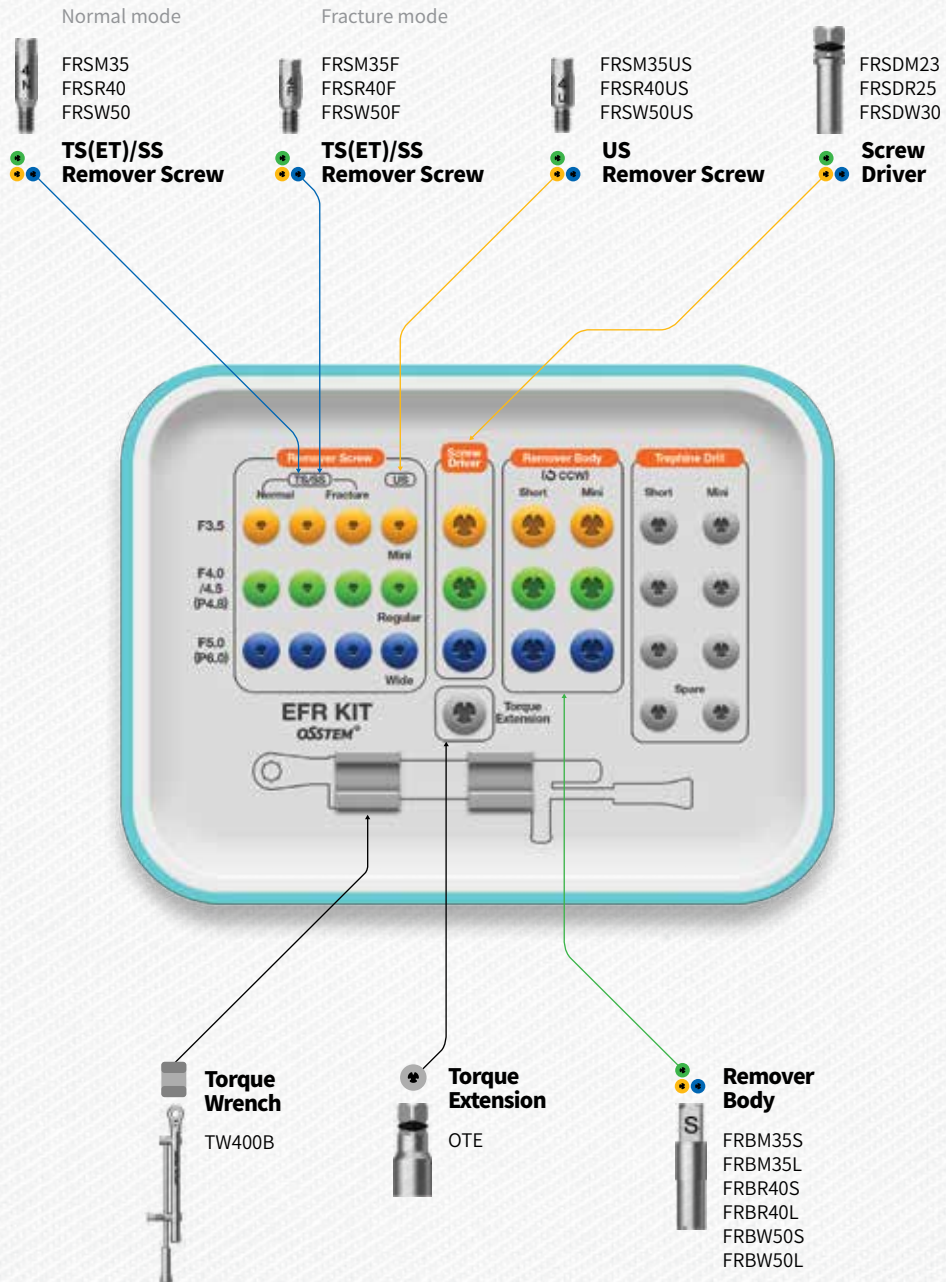 Normal mode
FRSM35
FRSR40
FRSW50
TS(ET)/SS
Remover Screw
Fracture mode
FRSM35F
FRSR40F
FRSW50F
TS(ET)/SS
Remover Screw
FRSM35US
FRSR40US
FRSW50US
US
Remover Screw
FRSDM23
FRSDR25
FRSDW30
Screw
Driver
4 N
4 F
4 U
Remover Screw
TS/SS
US
Normal
Fracture
Screw
Driver
Remover Body
(CCW)
Short
Mini
Trephine Drill
Short
Mini
F3.5
Mini
F4.0
/4.5
(P4.8)
Regular
F5.0
(P6.0)
Wide
Spare
EFR KIT
OSSTEM®
Torque
Extension
Torque
Wrench
TW400B
Torque
Extension
OTE
Remover
Body
S
FRBM35S
FRBM35L
FRBR40S
FRBR40L
FRBW50S
FRBW50L